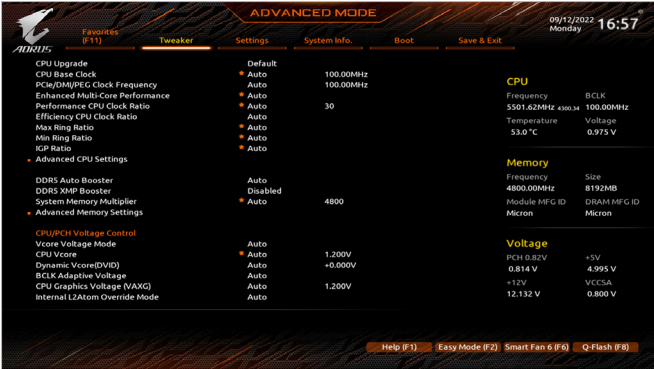 ADVANCED MODE
09/12/2022 Monday 16:57
AORUS
Favorites (F11) Tweaker Settings System Info. Boot Save & Exit
CPU Upgrade Default
CPU Base Clock * Auto 100.00MHz
PCIe/DMI/PEG Clock Frequency Auto 100.00MHz
Enhanced Multi-Core Performance * Auto
Performance CPU Clock Ratio * Auto 30
Efficiency CPU Clock Ratio Auto
Max Ring Ratio * Auto
Min Ring Ratio * Auto
IGP Ratio * Auto
Advanced CPU Settings
DDR5 Auto Booster Auto
DDR5 XMP Booster Disabled
System Memory Multiplier * Auto 4800
Advanced Memory Settings
CPU/PCH Voltage Control
Vcore Voltage Mode Auto
CPU Vcore * Auto 1.200V
Dynamic Vcore(DVID) Auto +0.000V
BCLK Adaptive Voltage Auto
CPU Graphics Voltage (VAXG) Auto 1.200V
Internal L2Atom Override Mode Auto
CPU
Frequency BCLK
5501.62MHz 4300.34 100.00MHz
Temperature Voltage
53.0 °C 0.975 V
Memory
Frequency Size
4800.00MHz 8192MB
Module MFG ID DRAM MFG ID
Micron Micron
Voltage
PCH 0.82V +5V
0.814 V 4.995 V
+12V VCCSA
12.132 V 0.800 V
Help (F1) Easy Mode (F2) Smart Fan 6 (F6) Q-Flash (F8)